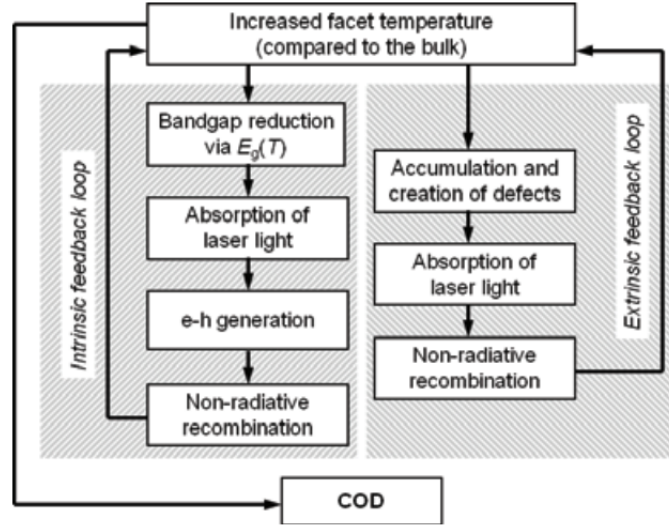 Increased facet temperature
(compared to the bulk)
Intrinsic feedback loop
Bandgap reduction
via Eg(T)
Absorption of
laser light
e-h generation
Non-radiative
recombination
Accumulation and
creation of defects
Absorption of
laser light
Non-radiative
recombination
Extrinsic feedback loop
COD